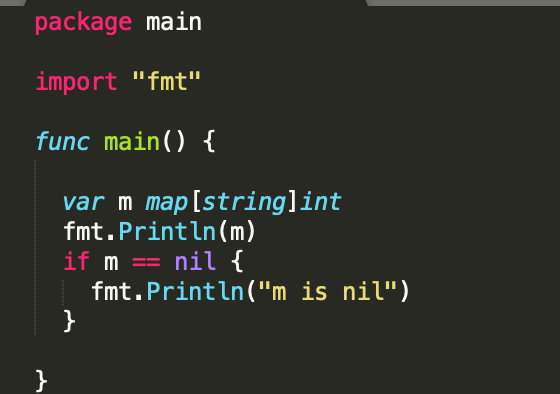 package main
import "fmt"
func main() {
var m map[string]int
fmt.Println(m)
if m == nil {
fmt.Println("m is nil")
}
}